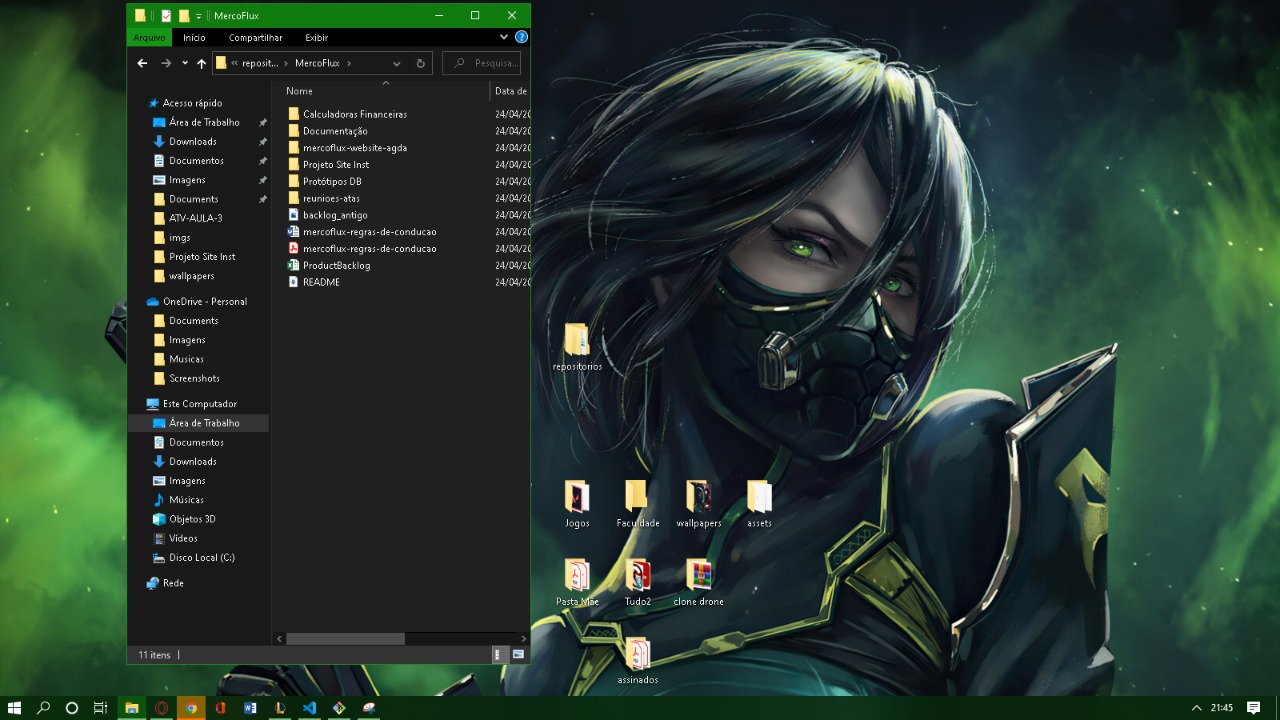 MercoFlux
Arquivo Início Compartilhar Exibir
« reposit... › MercoFlux › Pesquisa...
Nome Data de
Acesso rápido
Área de Trabalho
Downloads
Documentos
Imagens
Documents
ATV-AULA-3
imgs
Projeto Site Inst
wallpapers
OneDrive - Personal
Documents
Imagens
Musicas
Screenshots
Este Computador
Área de Trabalho
Documentos
Downloads
Imagens
Músicas
Objetos 3D
Vídeos
Disco Local (C:)
Rede
Calculadoras Financeiras 24/04/20
Documentação 24/04/20
mercoflux-website-agda 24/04/20
Projeto Site Inst 24/04/20
Protótipos DB 24/04/20
reunioes-atas 24/04/20
backlog_antigo 24/04/20
mercoflux-regras-de-conducao 24/04/20
mercoflux-regras-de-conducao 24/04/20
ProductBacklog 24/04/20
README 24/04/20
11 itens
repositorios
Jogos Faculdade wallpapers assets
Pasta Mãe Tudo2 clone drone
assinados
21:45